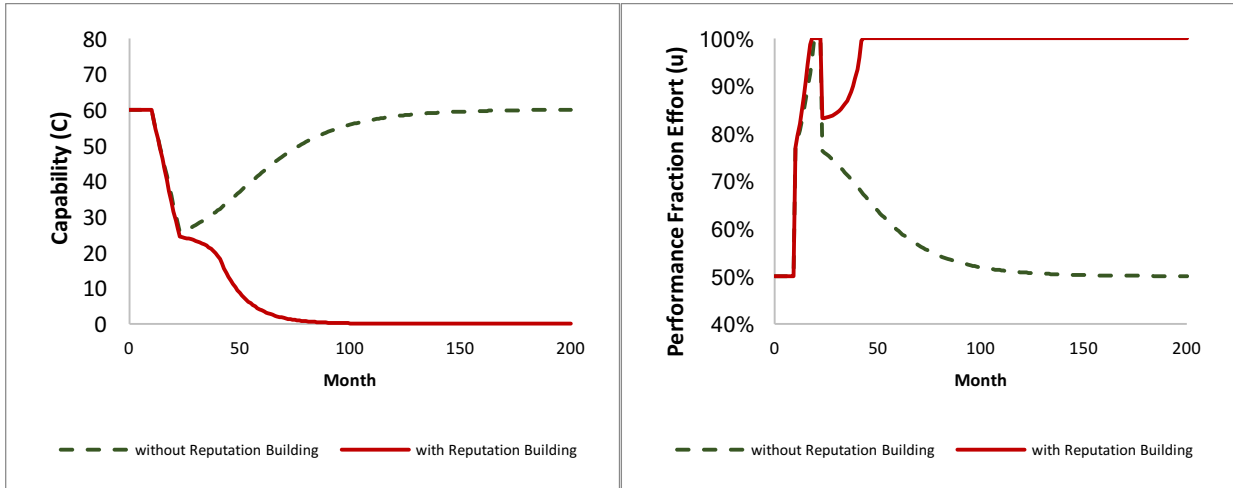 Capability (C)
80
70
60
50
40
30
20
10
0
0 50 100 150 200
Month
without Reputation Building with Reputation Building
Performance Fraction Effort (u)
100%
90%
80%
70%
60%
50%
40%
0 50 100 150 200
Month
without Reputation Building with Reputation Building